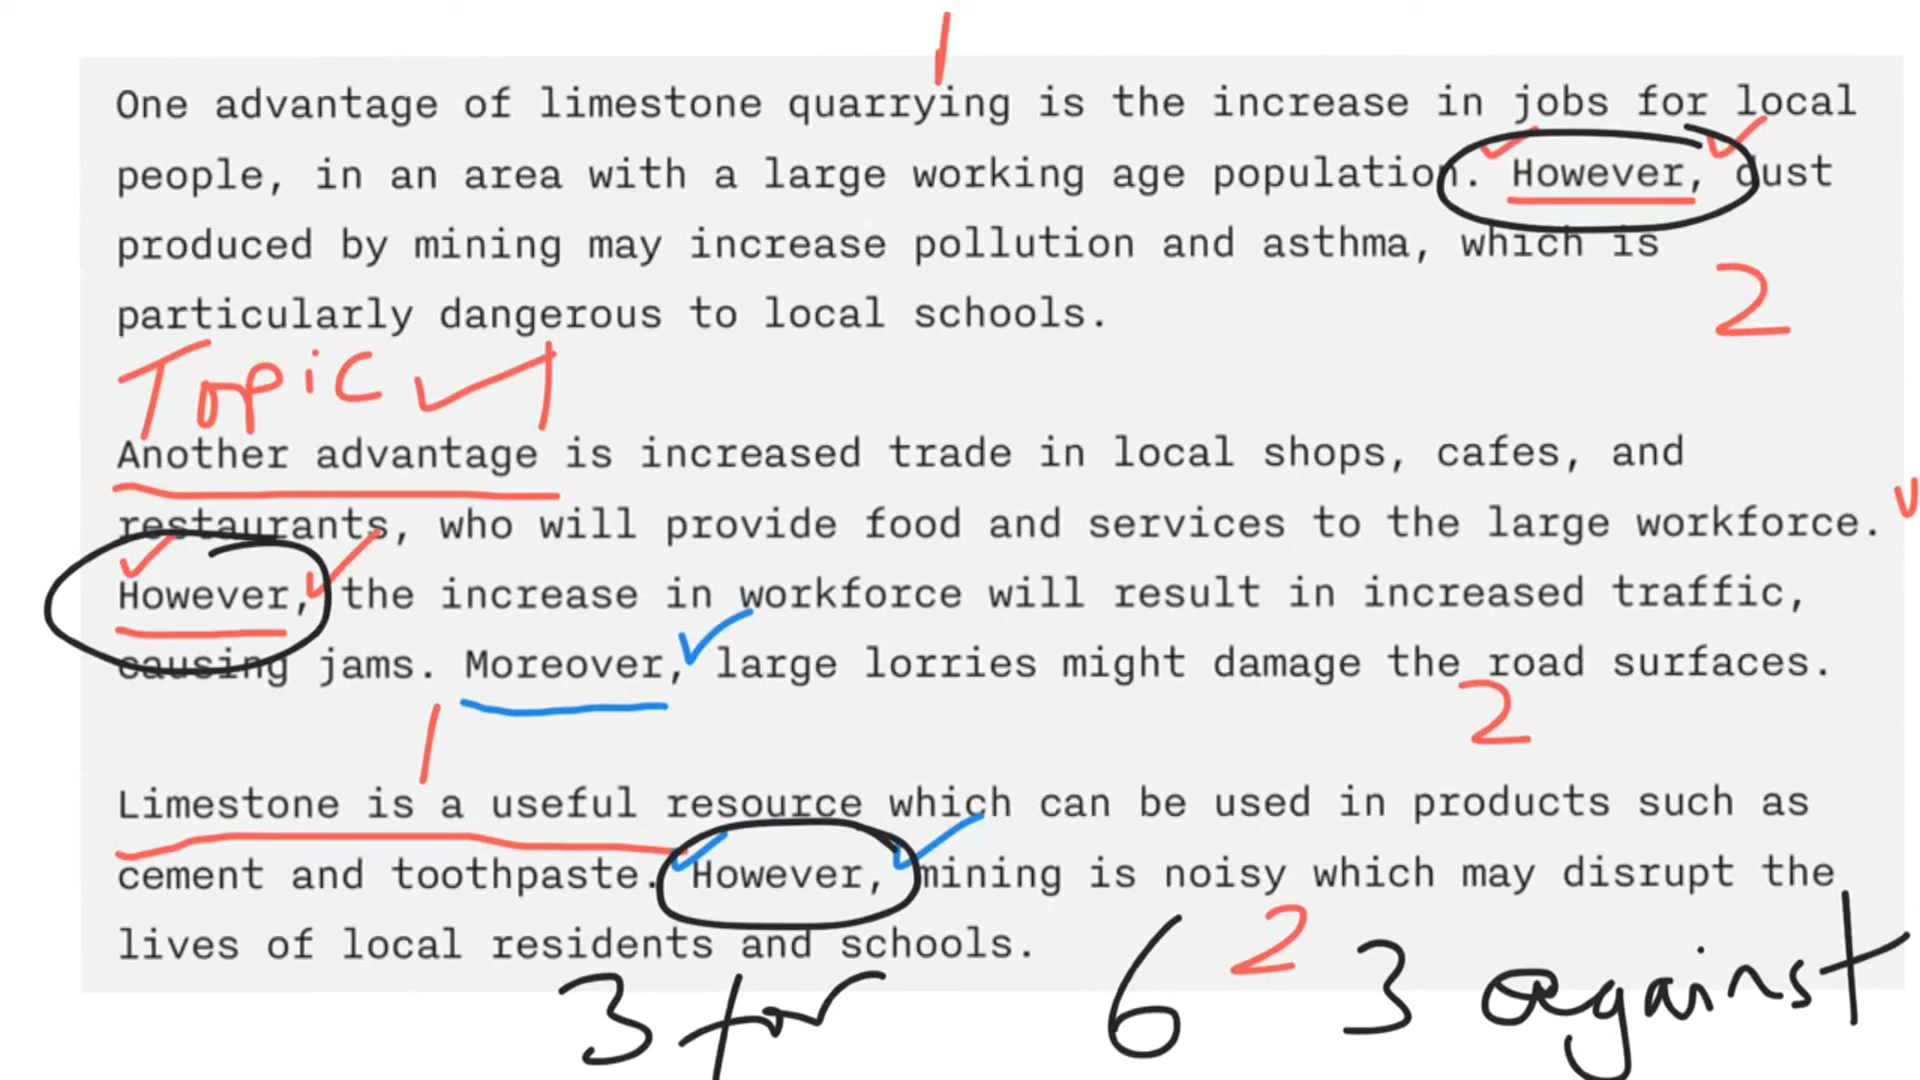 1
One advantage of limestone quarrying is the increase in jobs for local
people, in an area with a large working age population. However, dust
produced by mining may increase pollution and asthma, which is
particularly dangerous to local schools.
2
Topic 1
Another advantage is increased trade in local shops, cafes, and
restaurants, who will provide food and services to the large workforce.
However, the increase in workforce will result in increased traffic,
causing jams. Moreover, large lorries might damage the road surfaces.
1 2
Limestone is a useful resource which can be used in products such as
cement and toothpaste. However, mining is noisy which may disrupt the
lives of local residents and schools.
2
3 for 6 3 against